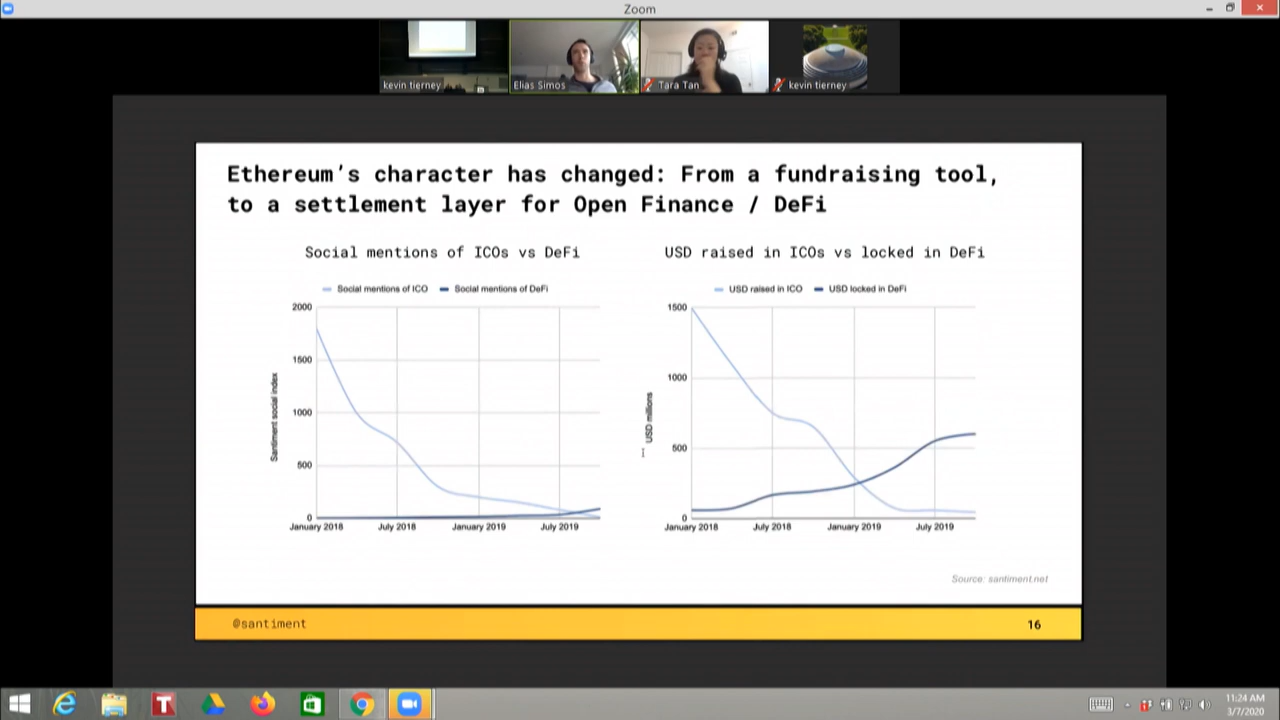 Zoom
kevin tierney
Elias Simos
Tara Tan
kevin tierney
Ethereum's character has changed: From a fundraising tool,
to a settlement layer for Open Finance / DeFi
Social mentions of ICOs vs DeFi
Social mentions of ICO
Social mentions of DeFi
2000
1500
1000
500
0
Santiment social index
January 2018
July 2018
January 2019
July 2019
USD raised in ICOs vs locked in DeFi
USD raised in ICO
USD locked in DeFi
1500
1000
500
0
USD millions
January 2018
July 2018
January 2019
July 2019
Source: santiment.net
@santiment
16
11:24 AM
3/7/2020